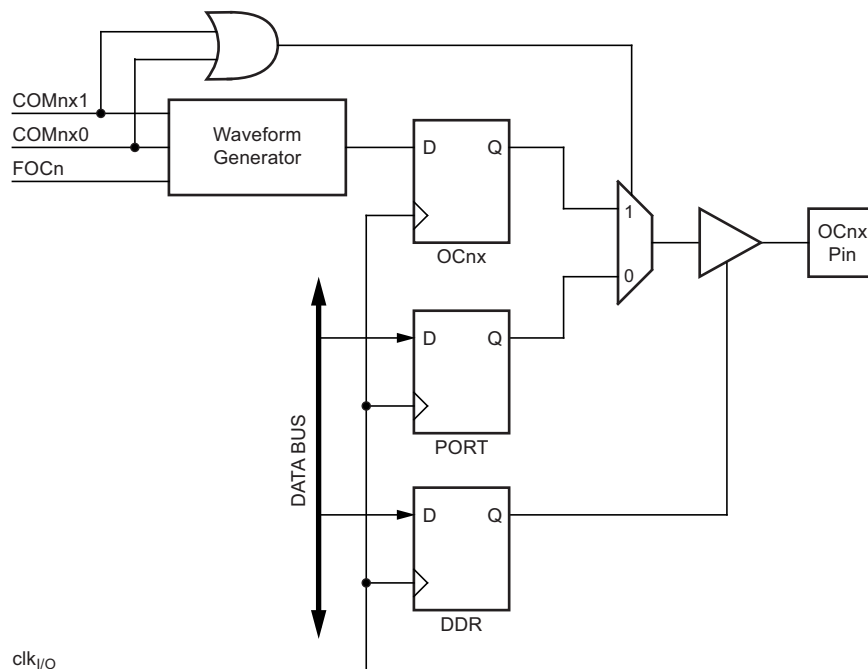 COMnx1
COMnx0
FOCn
Waveform
Generator
D
Q
OCnx
1
0
OCnx
Pin
D
Q
PORT
DATA BUS
D
Q
DDR
clkI/O